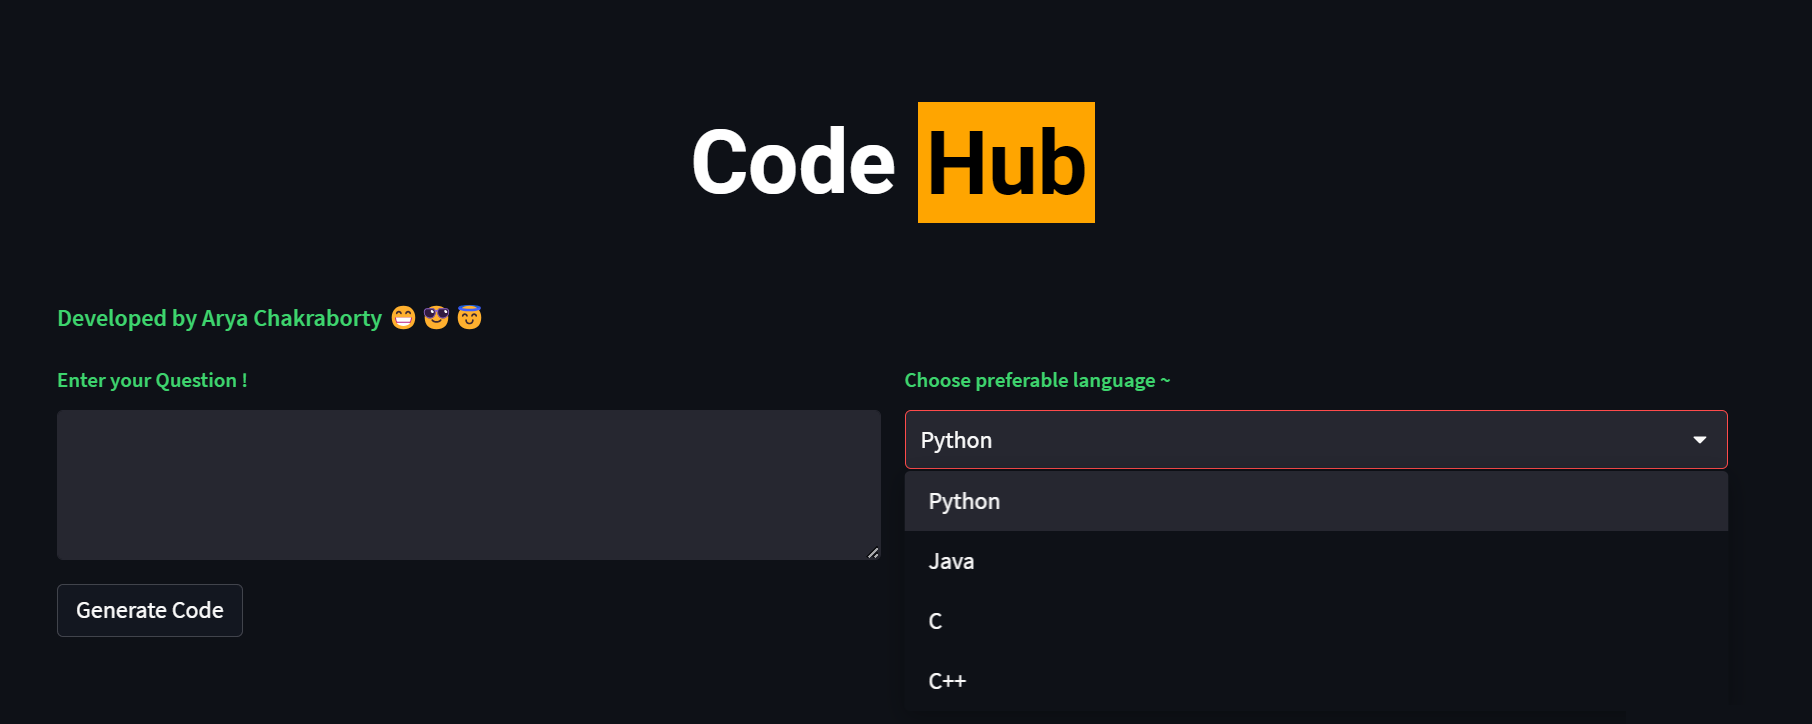 Code Hub
Developed by Arya Chakraborty 😁 😎 😇
Enter your Question !
Generate Code
Choose preferable language ~
Python
Python
Java
C
C++